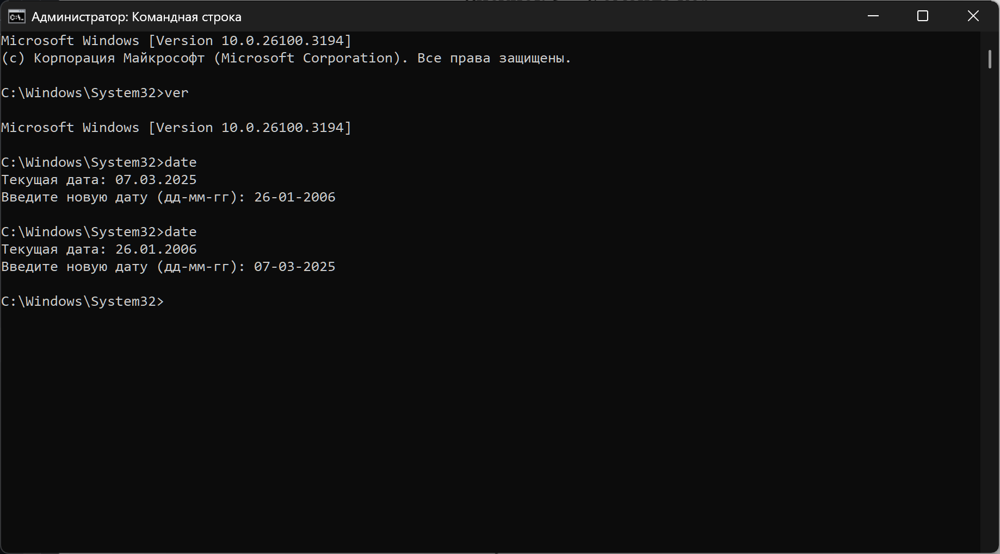 Администратор: Командная строка
Microsoft Windows [Version 10.0.26100.3194]
(c) Корпорация Майкрософт (Microsoft Corporation). Все права защищены.
C:\Windows\System32>ver
Microsoft Windows [Version 10.0.26100.3194]
C:\Windows\System32>date
Текущая дата: 07.03.2025
Введите новую дату (дд-мм-гг): 26-01-2006
C:\Windows\System32>date
Текущая дата: 26.01.2006
Введите новую дату (дд-мм-гг): 07-03-2025
C:\Windows\System32>